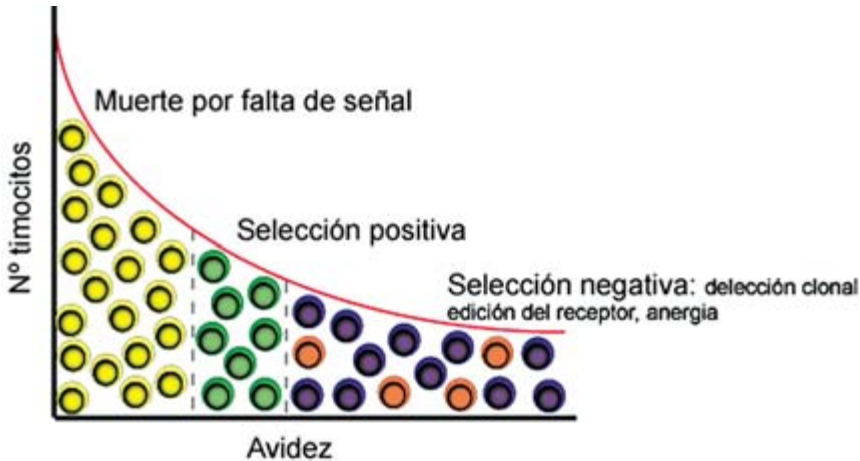 Muerte por falta de señal
Nº timocitos
Selección positiva
Selección negativa: delección clonal
edición del receptor, anergia
Avidez